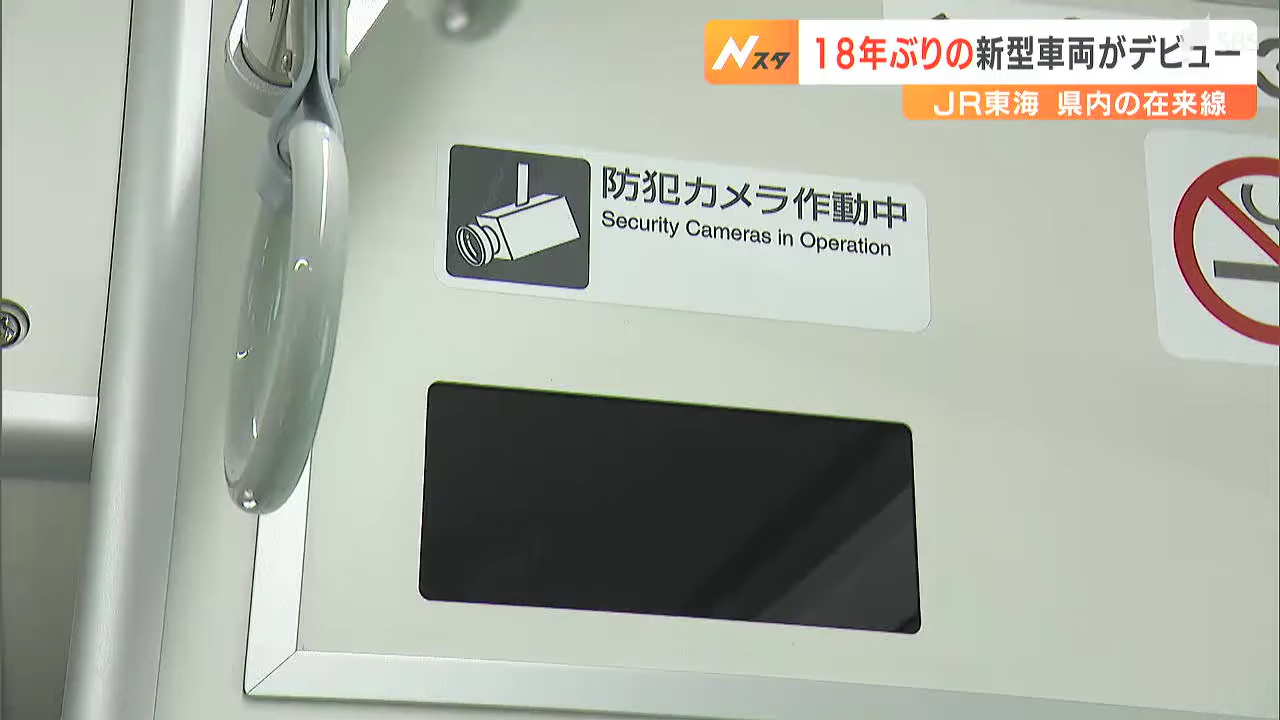 Nスタ
18年ぶりの新型車両がデビュー
JR東海 県内の在来線
SBS
防犯カメラ作動中
Security Cameras in Operation